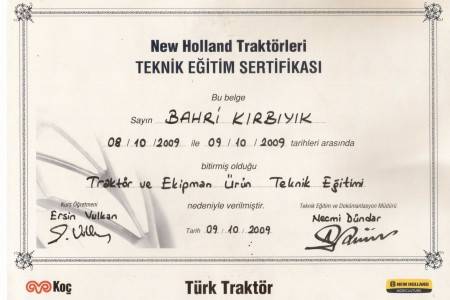 New Holland Traktörleri
TEKNİK EĞİTİM SERTİFİKASI
Bu belge
Sayın BAHRİ KIRBIYIK
08/10/2009 ile 09/10/2009 tarihleri arasında
bitirmiş olduğu
Traktör ve Ekipman Ürün Teknik Eğitimi
nedeniyle verilmiştir.
Kurs Öğretmeni
Ersin Vulkan
Tarih 09.10.2009
Teknik Eğitim ve Dokümantasyon Müdürü
Necmi Dündar
Koç
Türk Traktör
NEW HOLLAND
AGRICULTURE